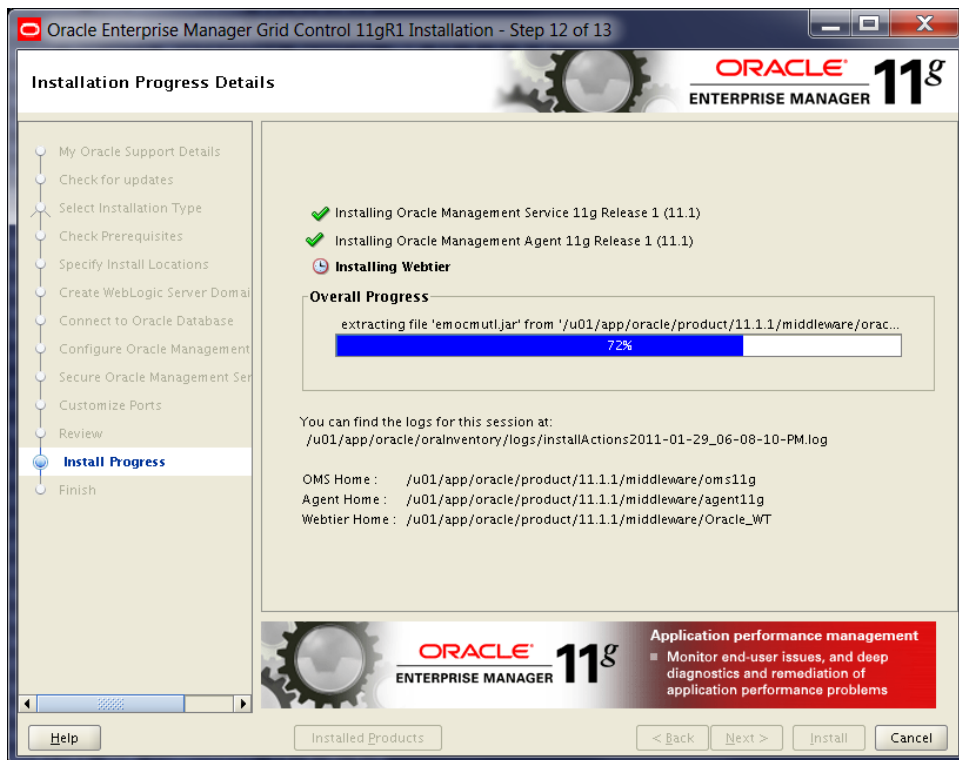 Oracle Enterprise Manager Grid Control 11gR1 Installation - Step 12 of 13
Installation Progress Details
ORACLE
ENTERPRISE MANAGER 11g
My Oracle Support Details
Check for updates
Select Installation Type
Check Prerequisites
Specify Install Locations
Create WebLogic Server Domai
Connect to Oracle Database
Configure Oracle Management
Secure Oracle Management Ser
Customize Ports
Review
Install Progress
Finish
Installing Oracle Management Service 11g Release 1 (11.1)
Installing Oracle Management Agent 11g Release 1 (11.1)
Installing Webtier
Overall Progress
extracting file 'emocmutl.jar' from '/u01/app/oracle/product/11.1.1/middleware/orac...
72%
You can find the logs for this session at:
/u01/app/oracle/oraInventory/logs/installActions2011-01-29_06-08-10-PM.log
OMS Home : /u01/app/oracle/product/11.1.1/middleware/oms11g
Agent Home : /u01/app/oracle/product/11.1.1/middleware/agent11g
Webtier Home : /u01/app/oracle/product/11.1.1/middleware/Oracle_WT
ORACLE
ENTERPRISE MANAGER 11g
Application performance management
Monitor end-user issues, and deep
diagnostics and remediation of
application performance problems
Help
Installed Products
< Back
Next >
Install
Cancel